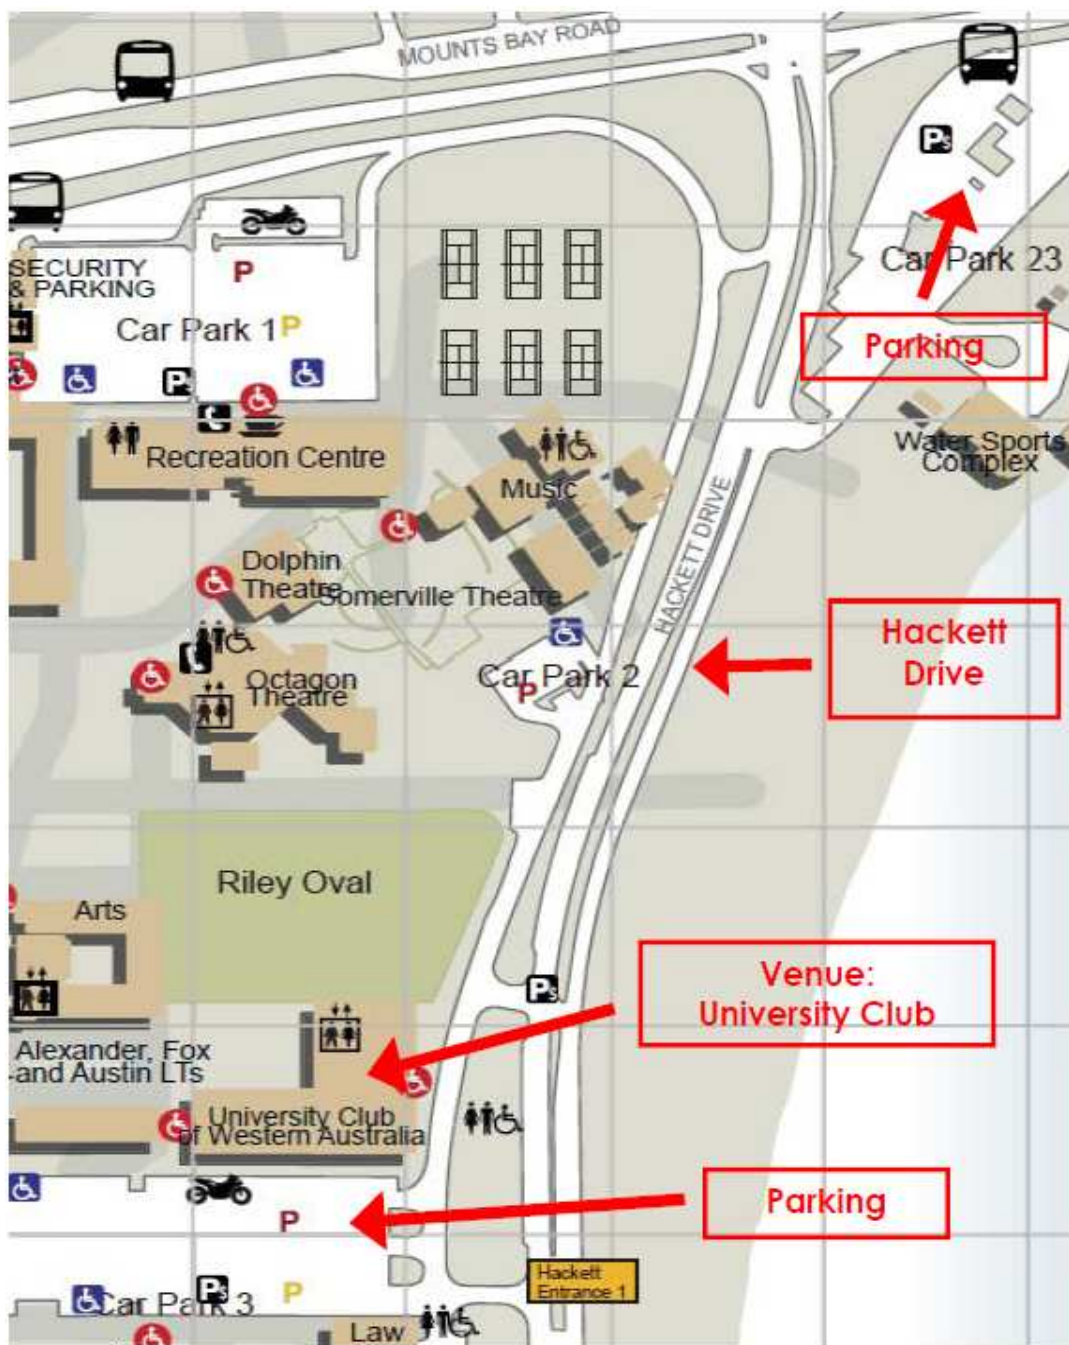 MOUNTS BAY ROAD
P$
SECURITY
& PARKING
P
Car Park 1
P
P$
Car Park 23
Parking
Recreation Centre
Water Sports
Complex
Music
HACKETT DRIVE
Dolphin
Theatre
Somerville Theatre
Hackett
Drive
Octagon
Theatre
Car Park 2
P
Riley Oval
Arts
Venue:
University Club
P$
Alexander, Fox
and Austin LTs
University Club
of Western Australia
Parking
P
Hackett
Entrance 1
P$
P
Car Park 3
Law